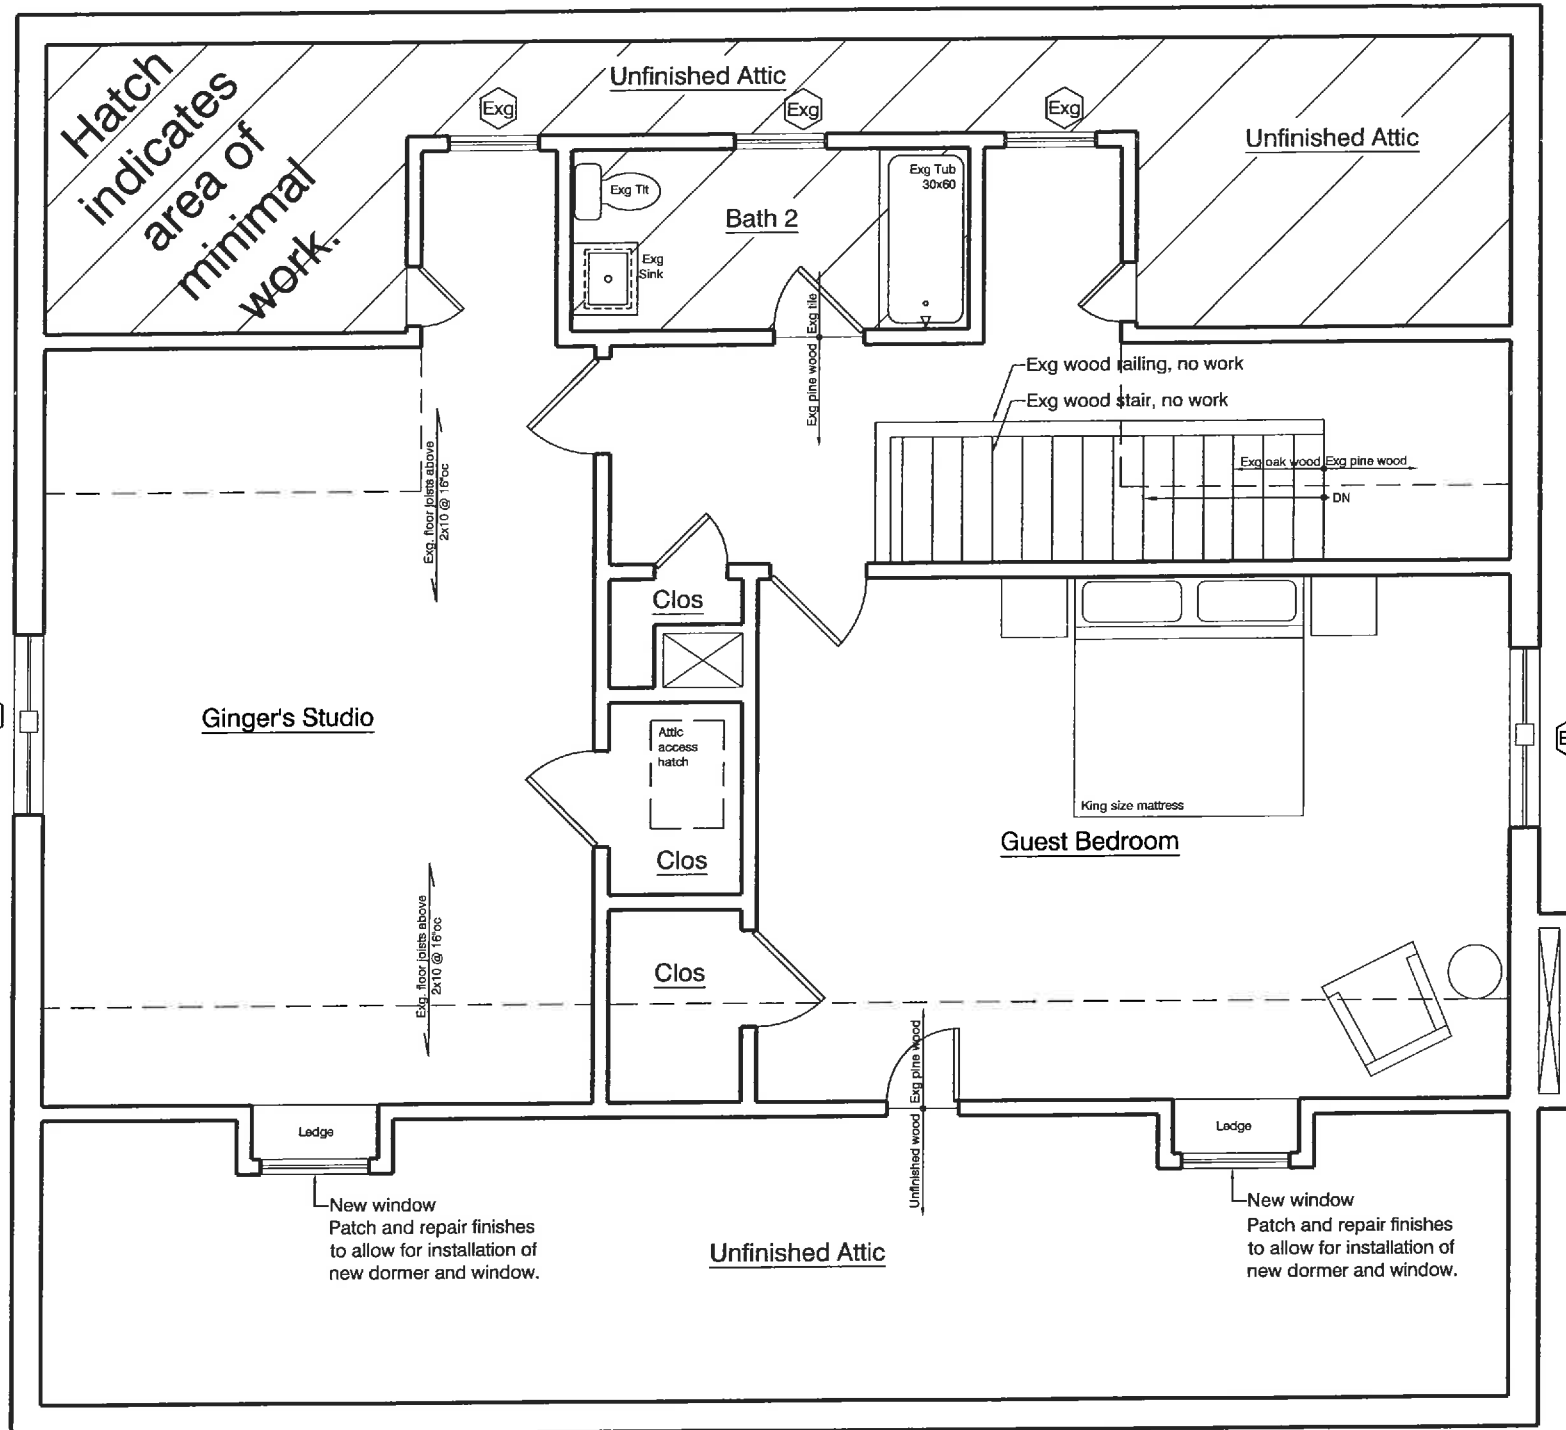 Hatch
indicates
area of
minimal
work.
Unfinished Attic
Exg
Exg
Exg
Unfinished Attic
Exg Tlt
Bath 2
Exg Tub
30x60
Exg
Sink
Exg tile
Exg pine wood
Exg wood railing, no work
Exg wood stair, no work
Exg oak wood
Exg pine wood
DN
Exg. floor joists above
2x10 @ 16"oc
Clos
Ginger's Studio
Attic
access
hatch
Clos
King size mattress
Guest Bedroom
Exg. floor joists above
2x10 @ 16"oc
Clos
Exg pine wood
Unfinished wood
Ledge
Ledge
New window
Patch and repair finishes
to allow for installation of
new dormer and window.
Unfinished Attic
New window
Patch and repair finishes
to allow for installation of
new dormer and window.